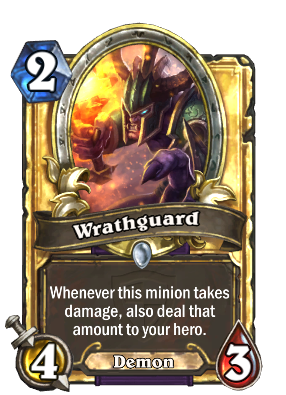 2
Wrathguard
Whenever this minion takes
damage, also deal that
amount to your hero.
4
Demon
3